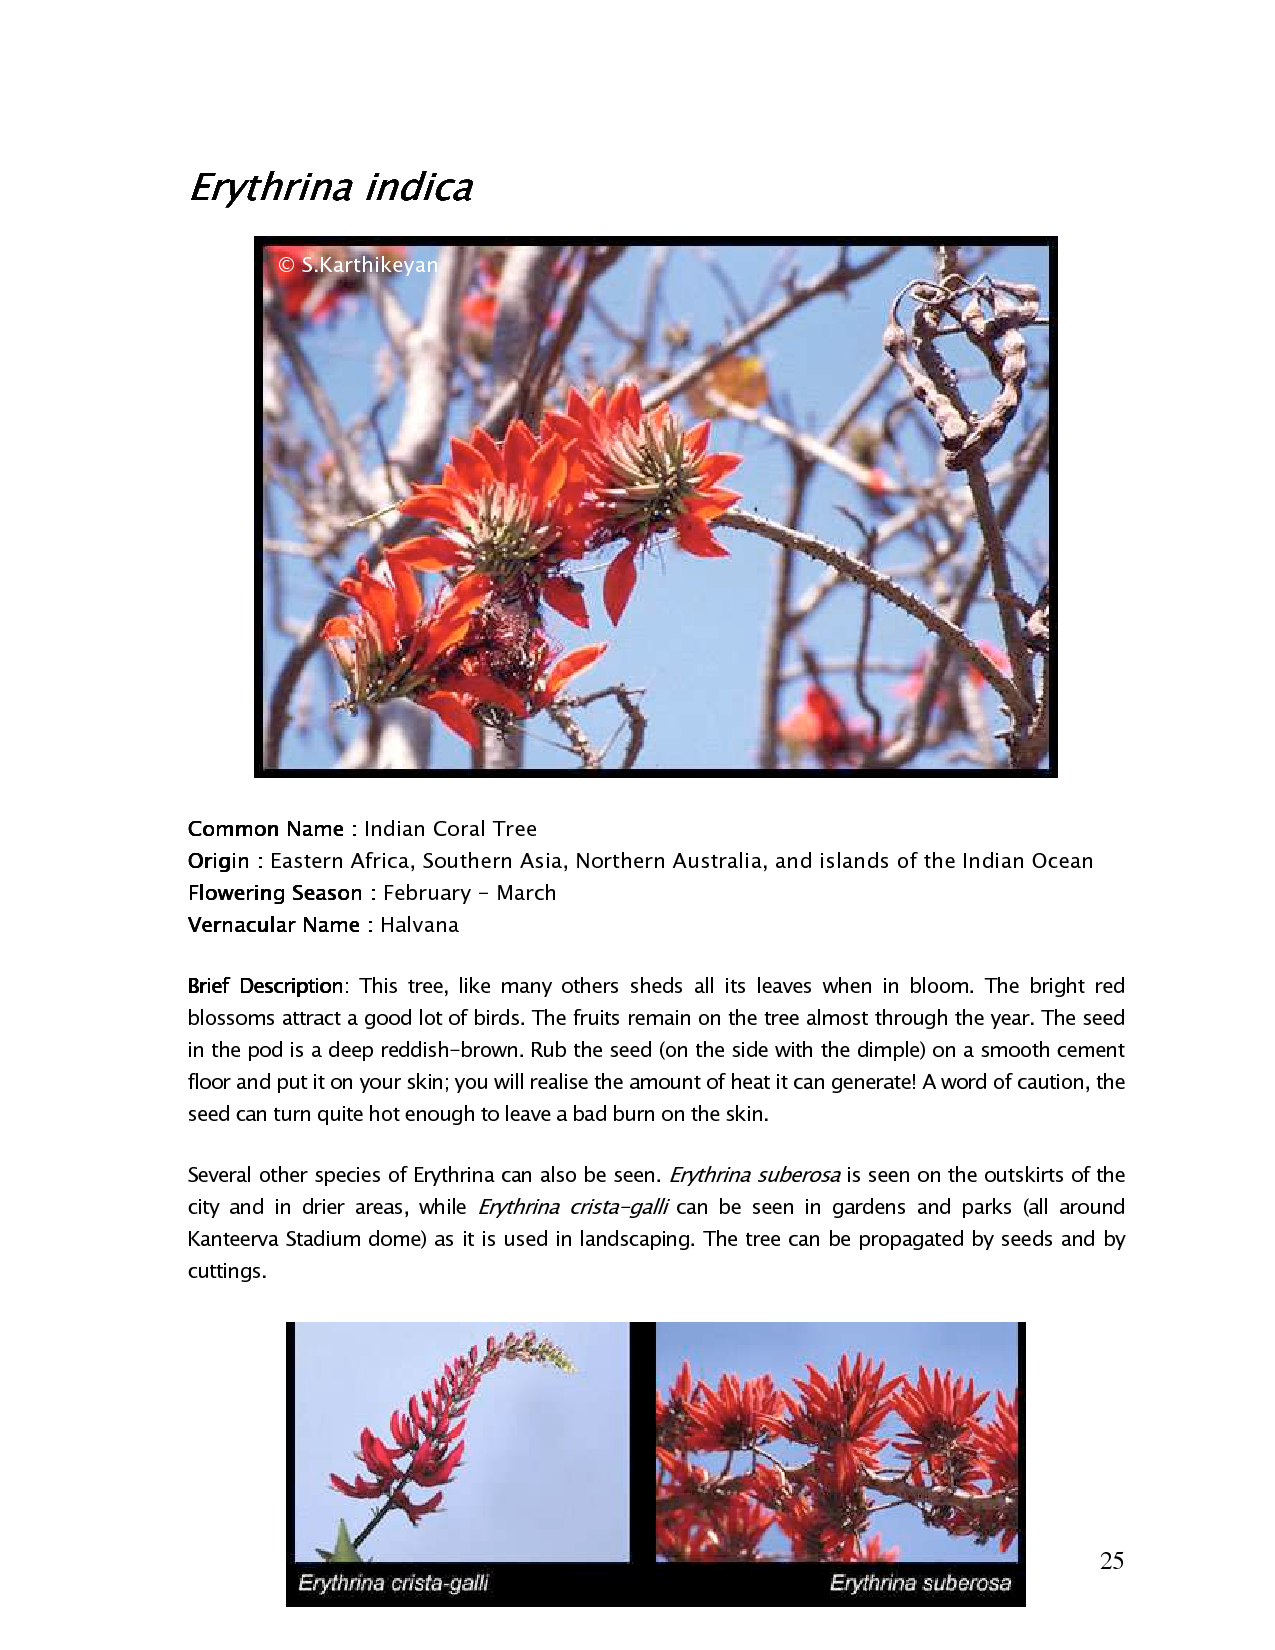 Erythrina indica
© S.Karthikeyan
Common Name : Indian Coral Tree
Origin : Eastern Africa, Southern Asia, Northern Australia, and islands of the Indian Ocean
Flowering Season : February – March
Vernacular Name : Halvana
Brief Description: This tree, like many others sheds all its leaves when in bloom. The bright red
blossoms attract a good lot of birds. The fruits remain on the tree almost through the year. The seed
in the pod is a deep reddish-brown. Rub the seed (on the side with the dimple) on a smooth cement
floor and put it on your skin; you will realise the amount of heat it can generate! A word of caution, the
seed can turn quite hot enough to leave a bad burn on the skin.
Several other species of Erythrina can also be seen. Erythrina suberosa is seen on the outskirts of the
city and in drier areas, while Erythrina crista-galli can be seen in gardens and parks (all around
Kanteerva Stadium dome) as it is used in landscaping. The tree can be propagated by seeds and by
cuttings.
Erythrina crista-galli
Erythrina suberosa
25